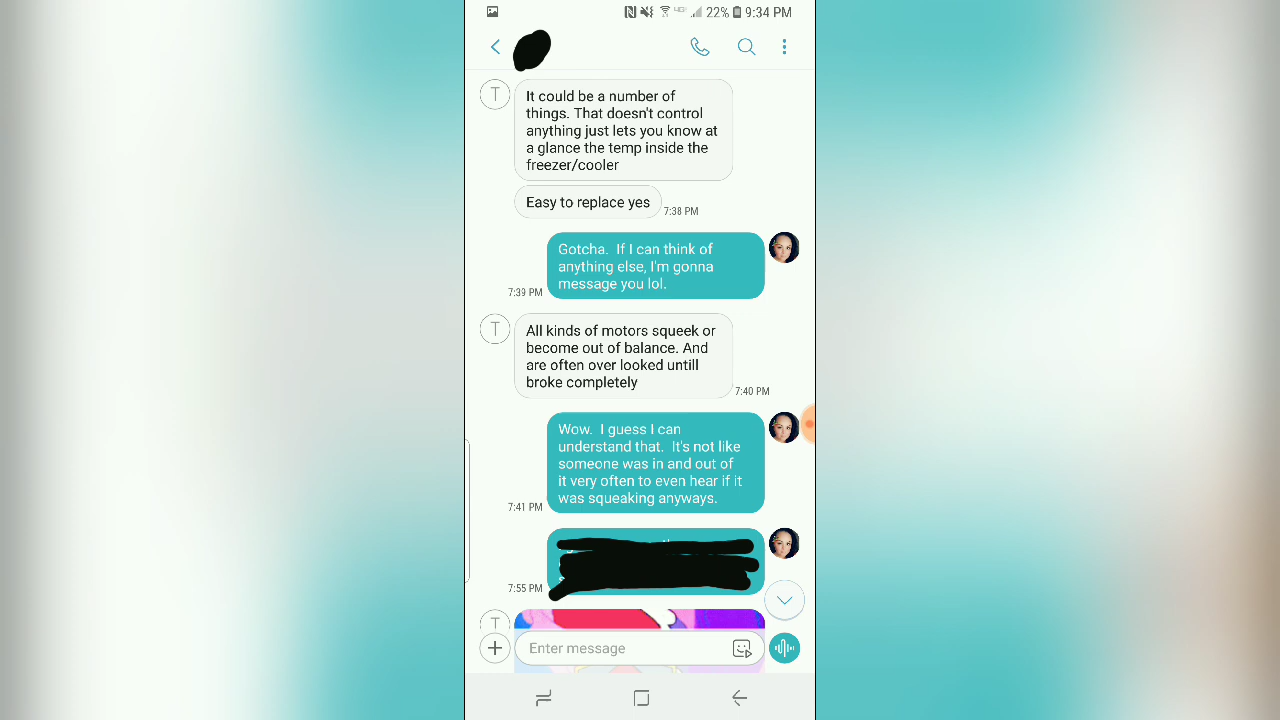 22% 9:34 PM
T
It could be a number of
things. That doesn't control
anything just lets you know at
a glance the temp inside the
freezer/cooler
Easy to replace yes
7:38 PM
Gotcha. If I can think of
anything else, I'm gonna
message you lol.
7:39 PM
T
All kinds of motors squeek or
become out of balance. And
are often over looked untill
broke completely
7:40 PM
Wow. I guess I can
understand that. It's not like
someone was in and out of
it very often to even hear if it
was squeaking anyways.
7:41 PM
7:55 PM
T
Enter message